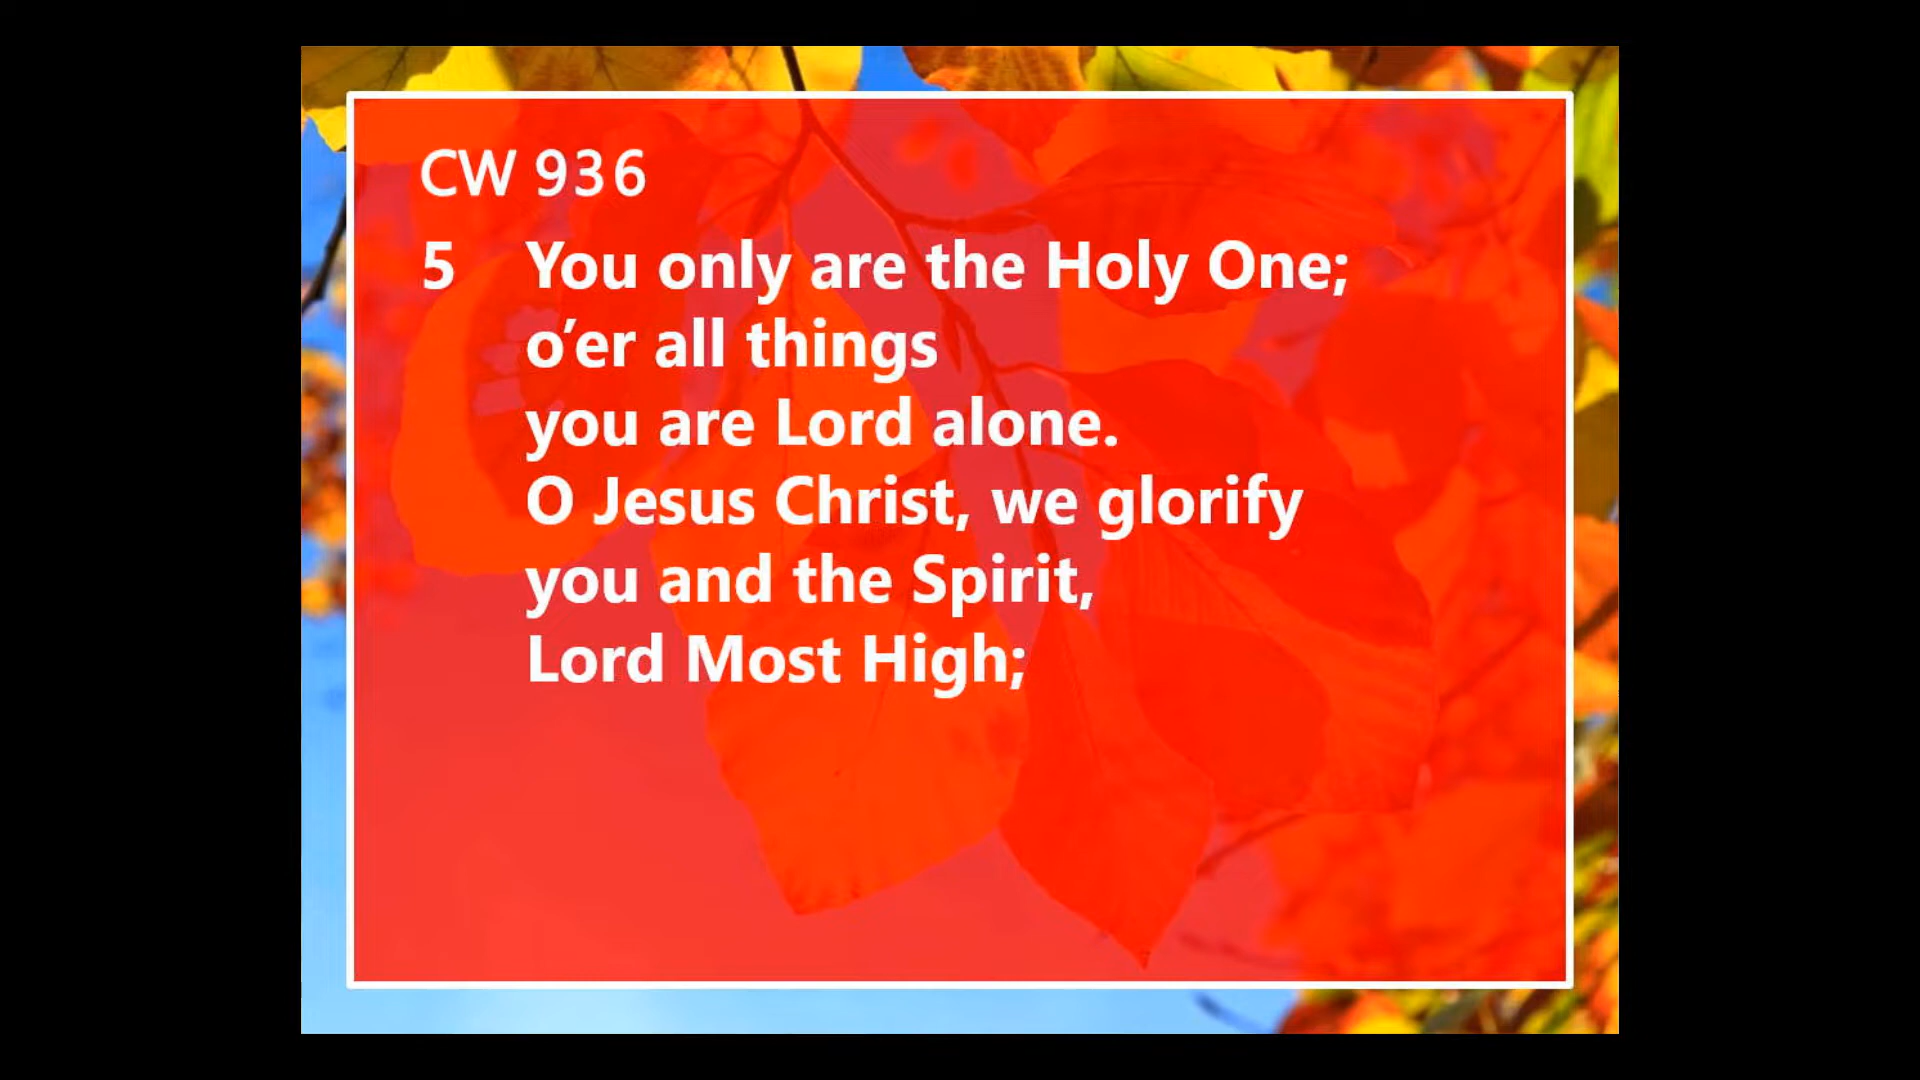 CW 936
5 You only are the Holy One;
o’er all things
you are Lord alone.
O Jesus Christ, we glorify
you and the Spirit,
Lord Most High;